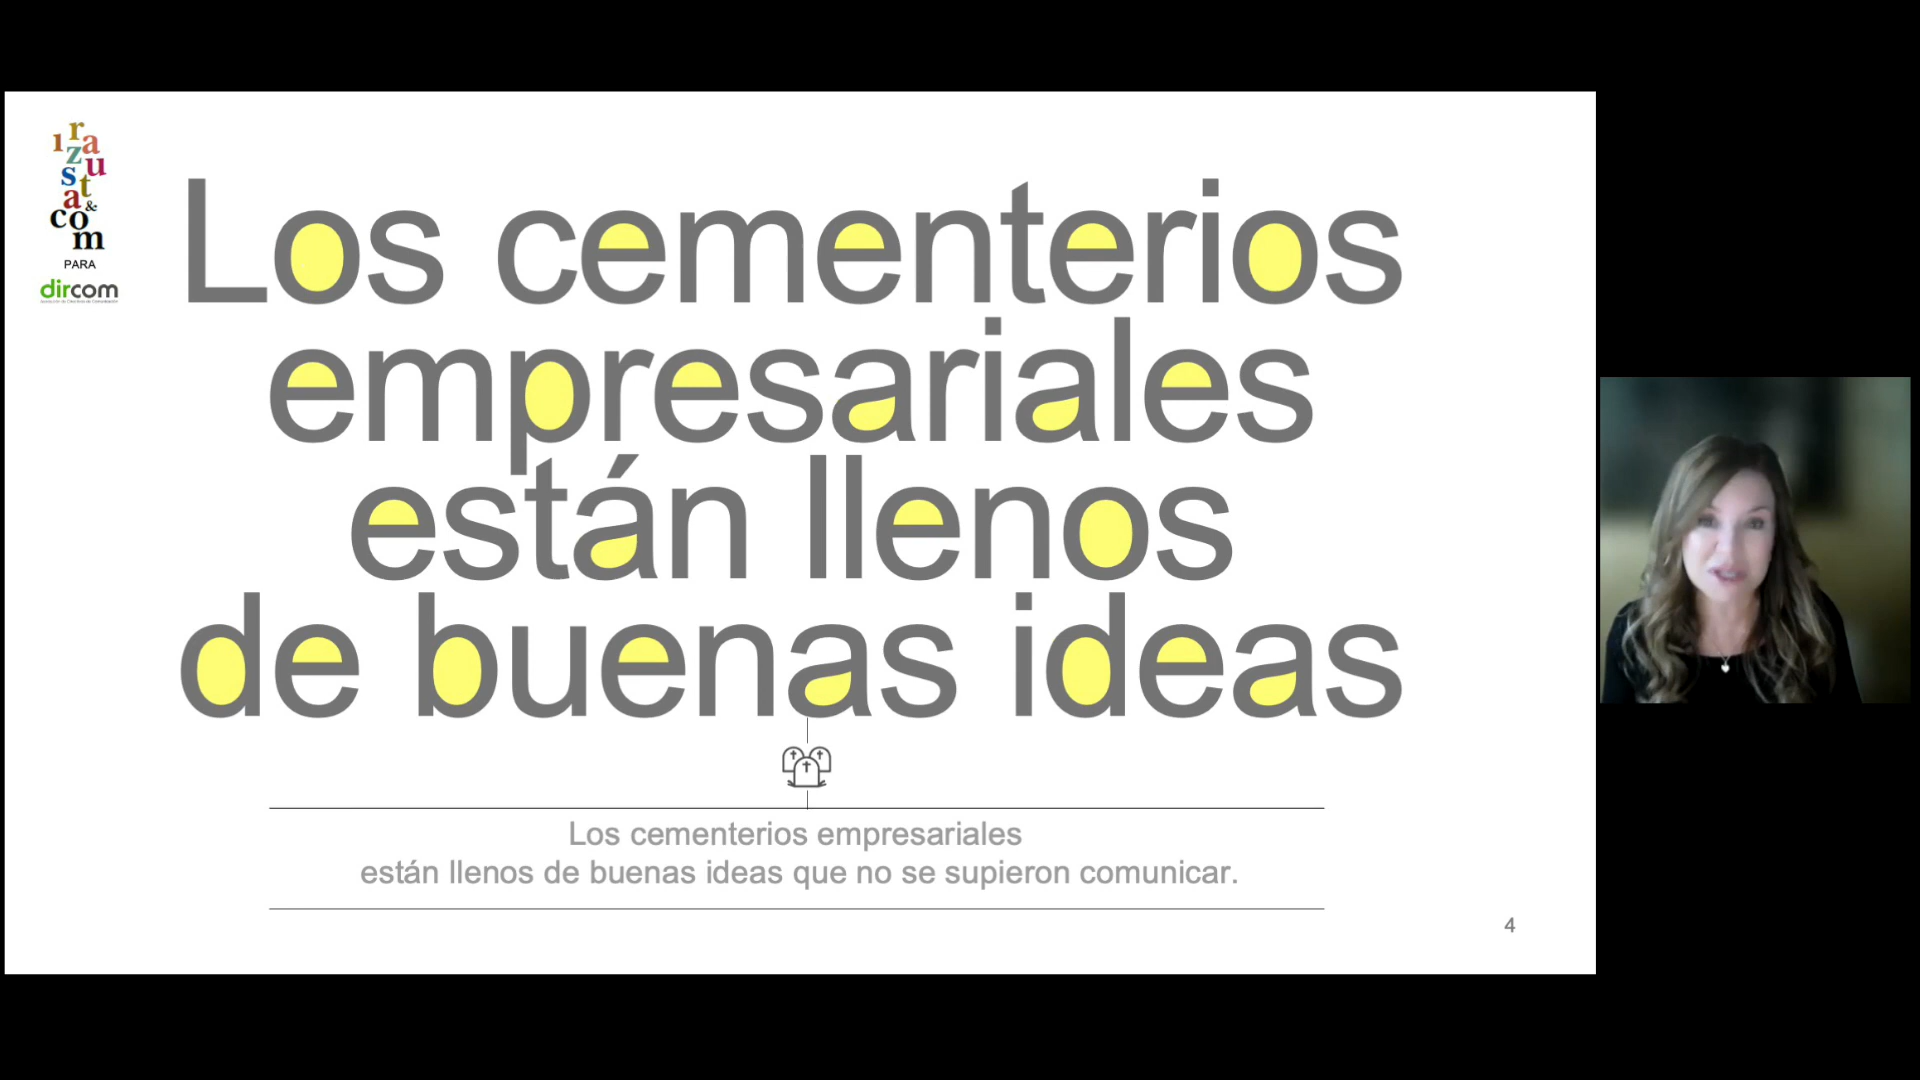 irazusta
& com
PARA
dircom
Los cementerios
empresariales
están llenos
de buenas ideas
Los cementerios empresariales
están llenos de buenas ideas que no se supieron comunicar.
4